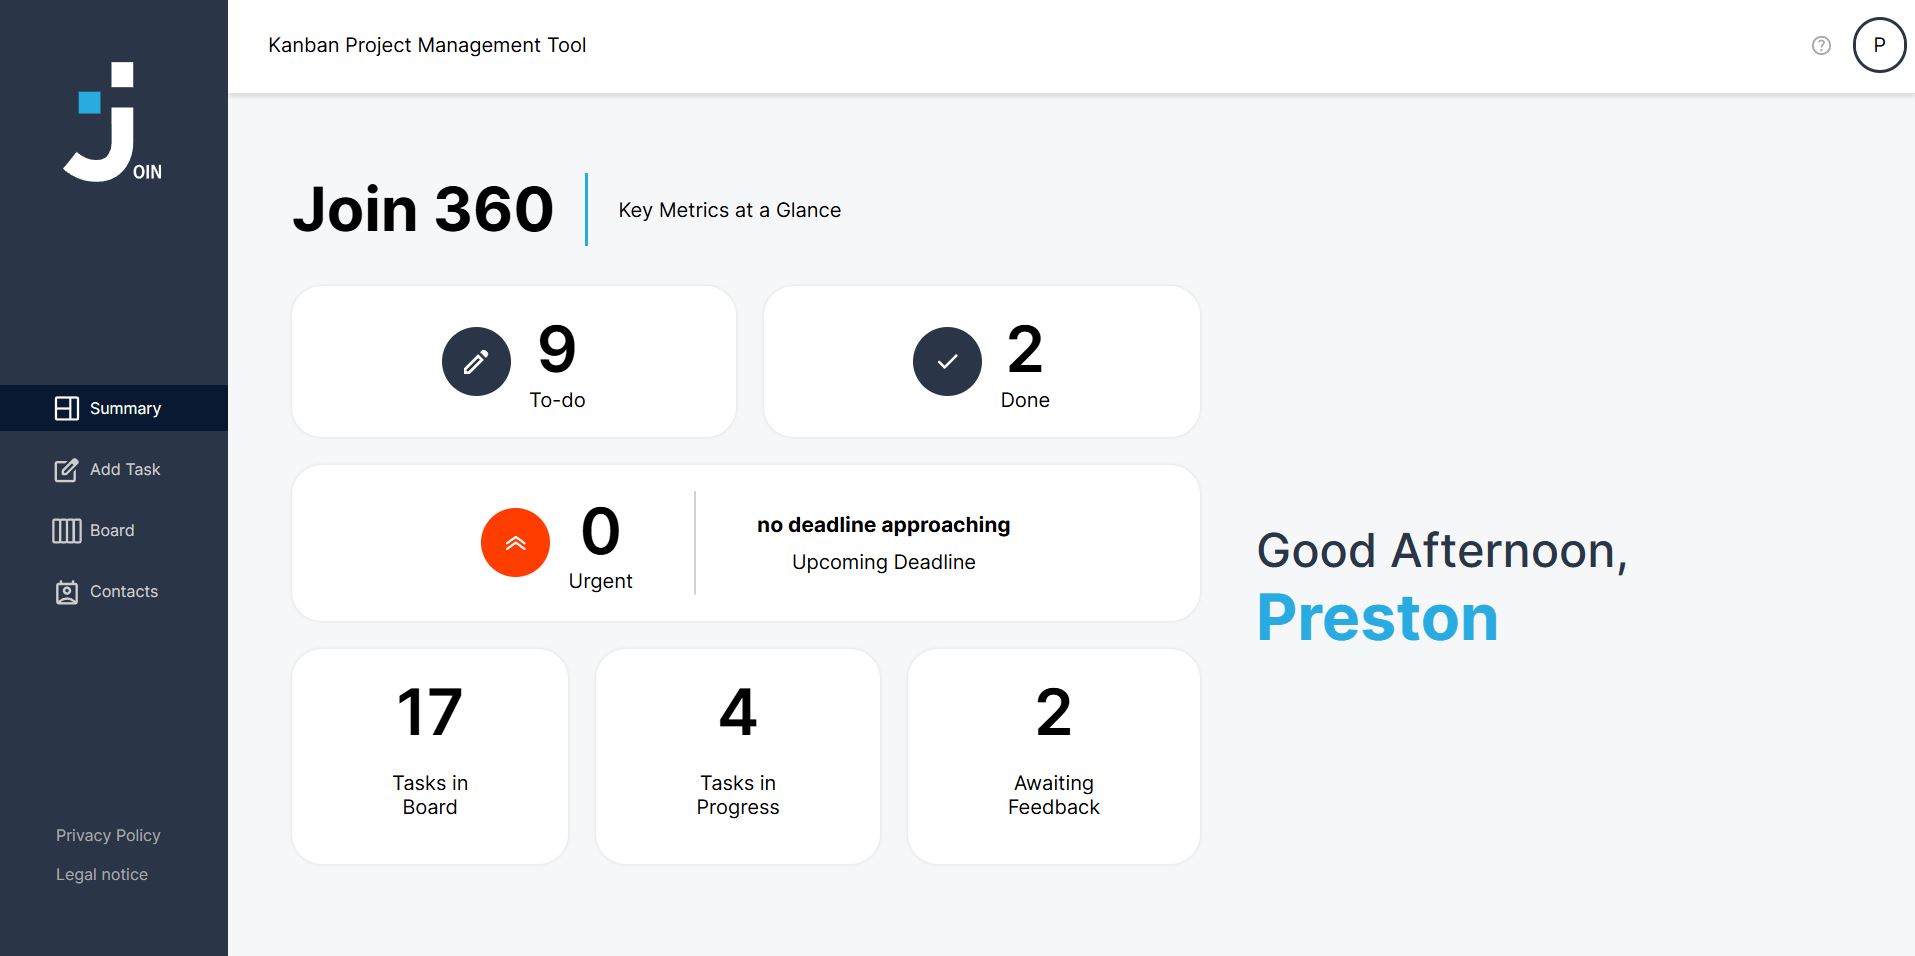 OIN
Summary
Add Task
Board
Contacts
Privacy Policy
Legal notice
Kanban Project Management Tool
?
P
Join 360
Key Metrics at a Glance
9
To-do
2
Done
0
Urgent
no deadline approaching
Upcoming Deadline
17
Tasks in
Board
4
Tasks in
Progress
2
Awaiting
Feedback
Good Afternoon,
Preston